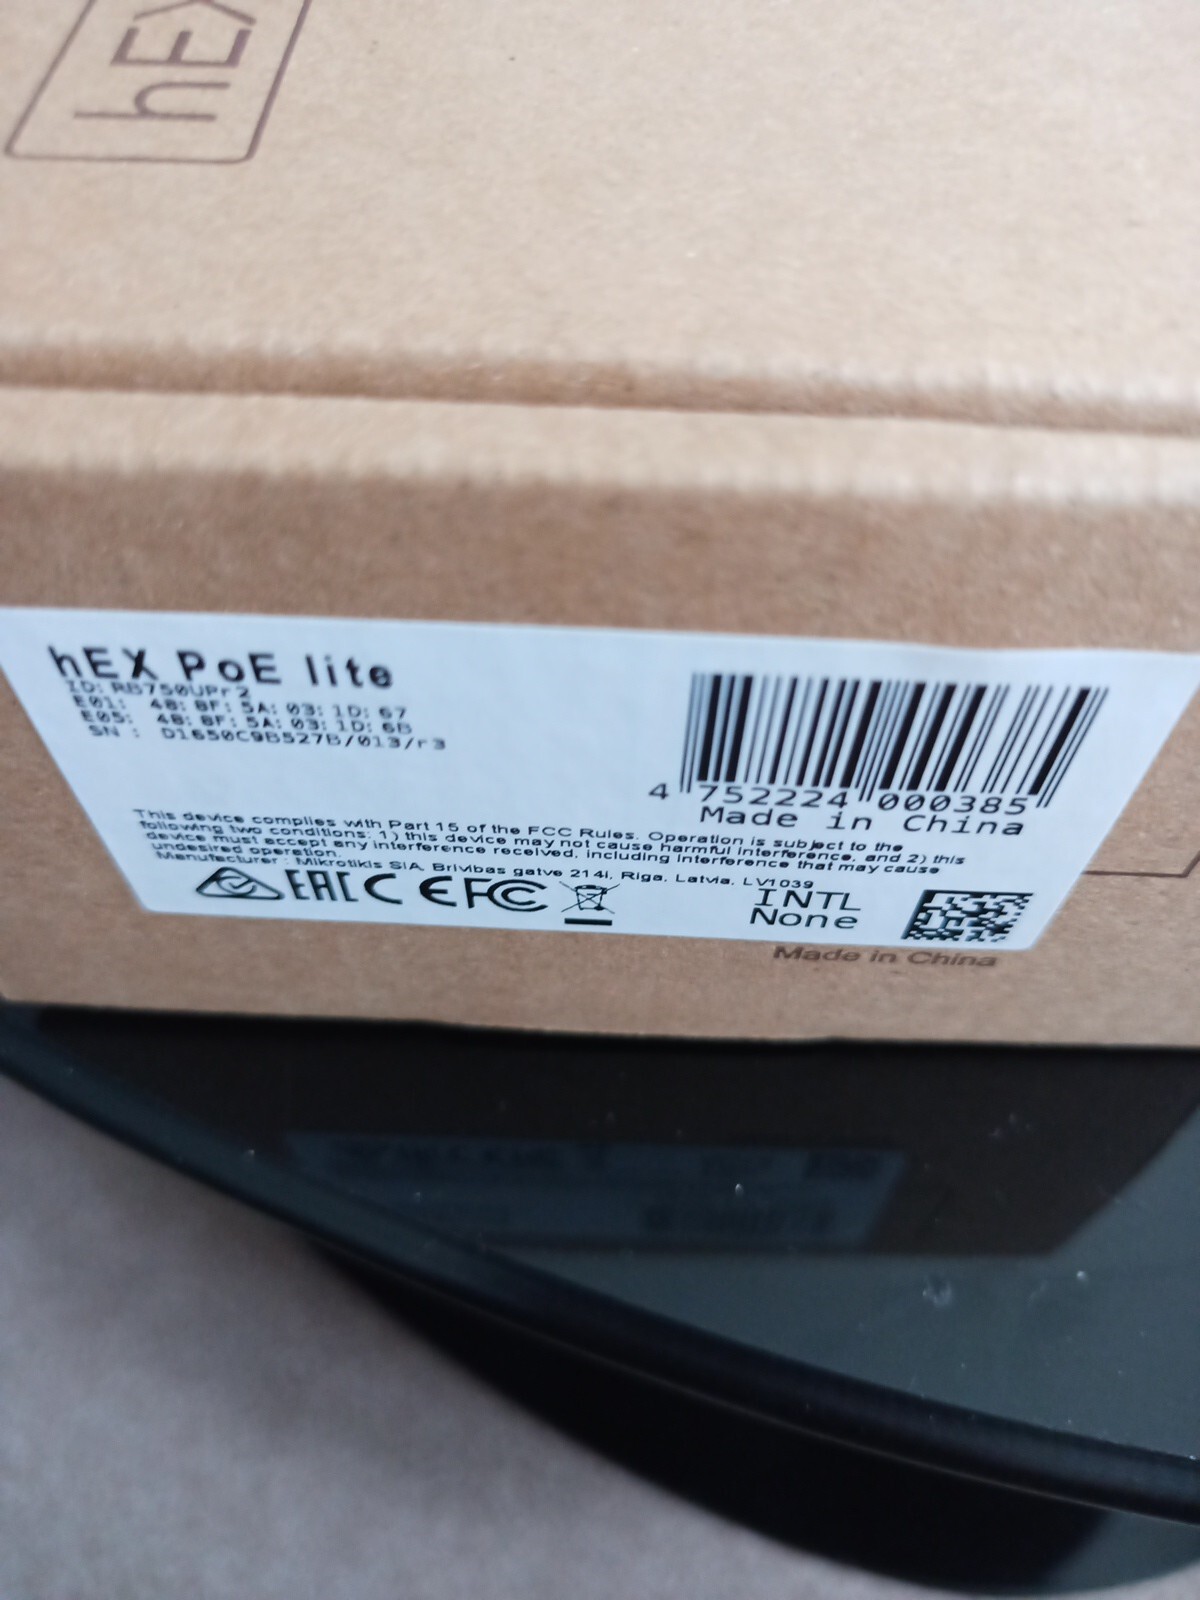 hEX
hEX PoE lite
ID: RB750UPr2
E01: 48:8F:5A:03:1D:67
E05: 48:8F:5A:03:1D:6B
SN : D1650C9B527B/013/r3
4 752224 000385
Made in China
This device complies with Part 15 of the FCC Rules. Operation is subject to the
following two conditions: 1) this device may not cause harmful interference, and 2) this
device must accept any interference received, including interference that may cause
undesired operation.
Manufacturer : Mikrotikls SIA, Brivibas gatve 214i, Riga, Latvia, LV1039
EAC CE FC
INTL
None
Made in China